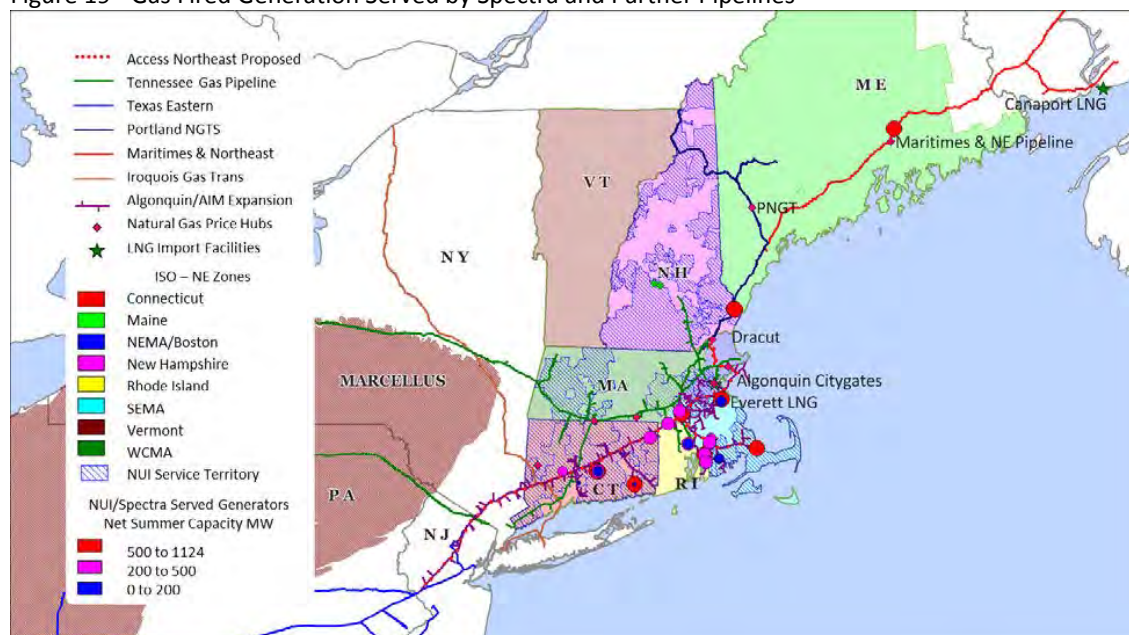 Figure 19 - Gas Fired Generation Served by Spectra and Partner Pipelines
Access Northeast Proposed
Tennessee Gas Pipeline
Texas Eastern
Portland NGTS
Maritimes & Northeast
Iroquois Gas Trans
Algonquin/AIM Expansion
Natural Gas Price Hubs
LNG Import Facilities
ISO – NE Zones
Connecticut
Maine
NEMA/Boston
New Hampshire
Rhode Island
SEMA
Vermont
WCMA
NUI Service Territory
NUI/Spectra Served Generators
Net Summer Capacity MW
500 to 1124
200 to 500
0 to 200
ME
Canaport LNG
Maritimes & NE Pipeline
VT
PNGT
NY
NH
Dracut
MARCELLUS
MA
Algonquin Citygates
Everett LNG
CT
RI
PA
NJ